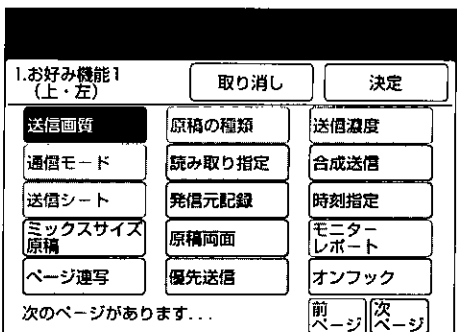 1.お好み機能1
(上・左)
取り消し
決定
送信画質
原稿の種類
送信濃度
通信モード
読み取り指定
合成送信
送信シート
発信元記録
時刻指定
ミックスサイズ
原稿
原稿両面
モニター
レポート
ページ連写
優先送信
オンフック
次のページがあります...
前
ページ
次
ページ